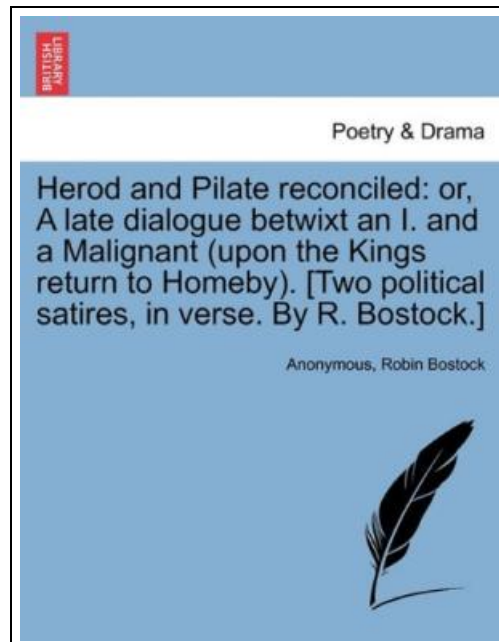 BRITISH
LIBRARY
Poetry & Drama
Herod and Pilate reconciled: or,
A late dialogue betwixt an I. and
a Malignant (upon the Kings
return to Homeby). [Two political
satires, in verse. By R. Bostock.]
Anonymous, Robin Bostock